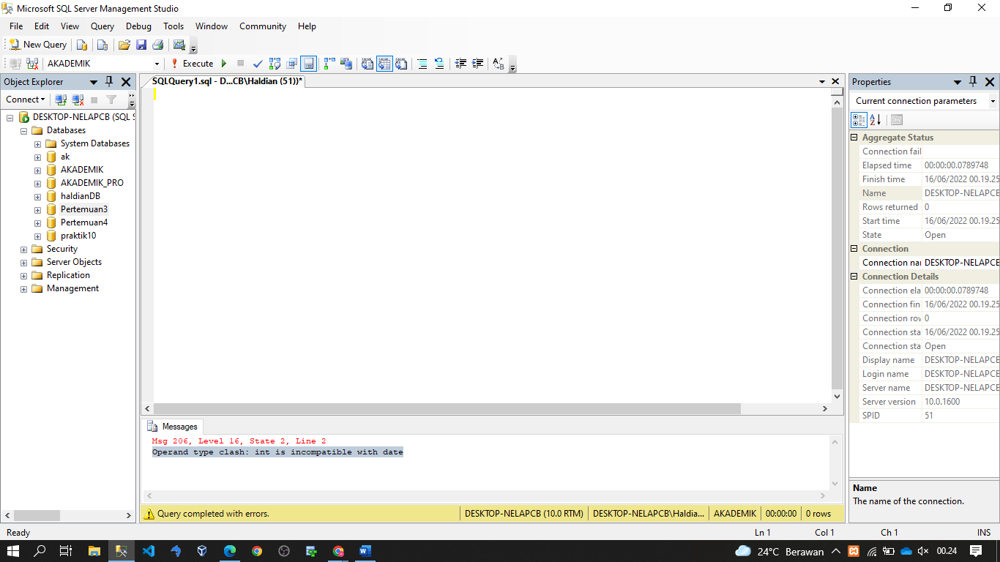 Microsoft SQL Server Management Studio
File Edit View Query Debug Tools Window Community Help
New Query
AKADEMIK
Execute
Object Explorer
Connect
DESKTOP-NELAPCB (SQL S
Databases
System Databases
ak
AKADEMIK
AKADEMIK_PRO
haldianDB
Pertemuan3
Pertemuan4
praktik10
Security
Server Objects
Replication
Management
SQLQuery1.sql - D...CB\Haldian (51))*
Messages
Msg 206, Level 16, State 2, Line 2
Operand type clash: int is incompatible with date
Query completed with errors.
DESKTOP-NELAPCB (10.0 RTM)
DESKTOP-NELAPCB\Haldia...
AKADEMIK
00:00:00
0 rows
Properties
Current connection parameters
Aggregate Status
Connection fail
Elapsed time 00:00:00.0789748
Finish time 16/06/2022 00.19.25
Name DESKTOP-NELAPCB
Rows returned 0
Start time 16/06/2022 00.19.25
State Open
Connection
Connection nar DESKTOP-NELAPCB
Connection Details
Connection ela 00:00:00.0789748
Connection fin 16/06/2022 00.19.25
Connection rov 0
Connection sta 16/06/2022 00.19.25
Connection sta Open
Display name DESKTOP-NELAPCB
Login name DESKTOP-NELAPCB
Server name DESKTOP-NELAPCB
Server version 10.0.1600
SPID 51
Name
The name of the connection.
Ready
Ln 1 Col 1 Ch 1 INS
24°C Berawan
00.24